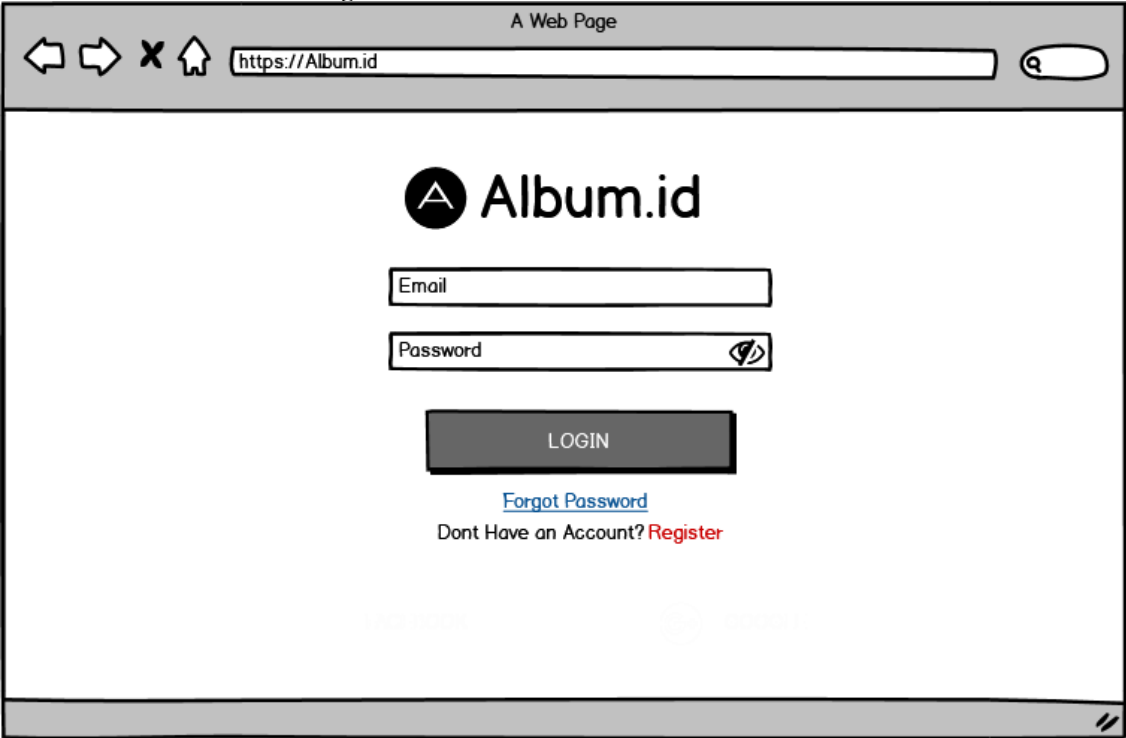 A Web Page
https://Album.id
A Album.id
Email
Password
LOGIN
Forgot Password
Dont Have an Account? Register